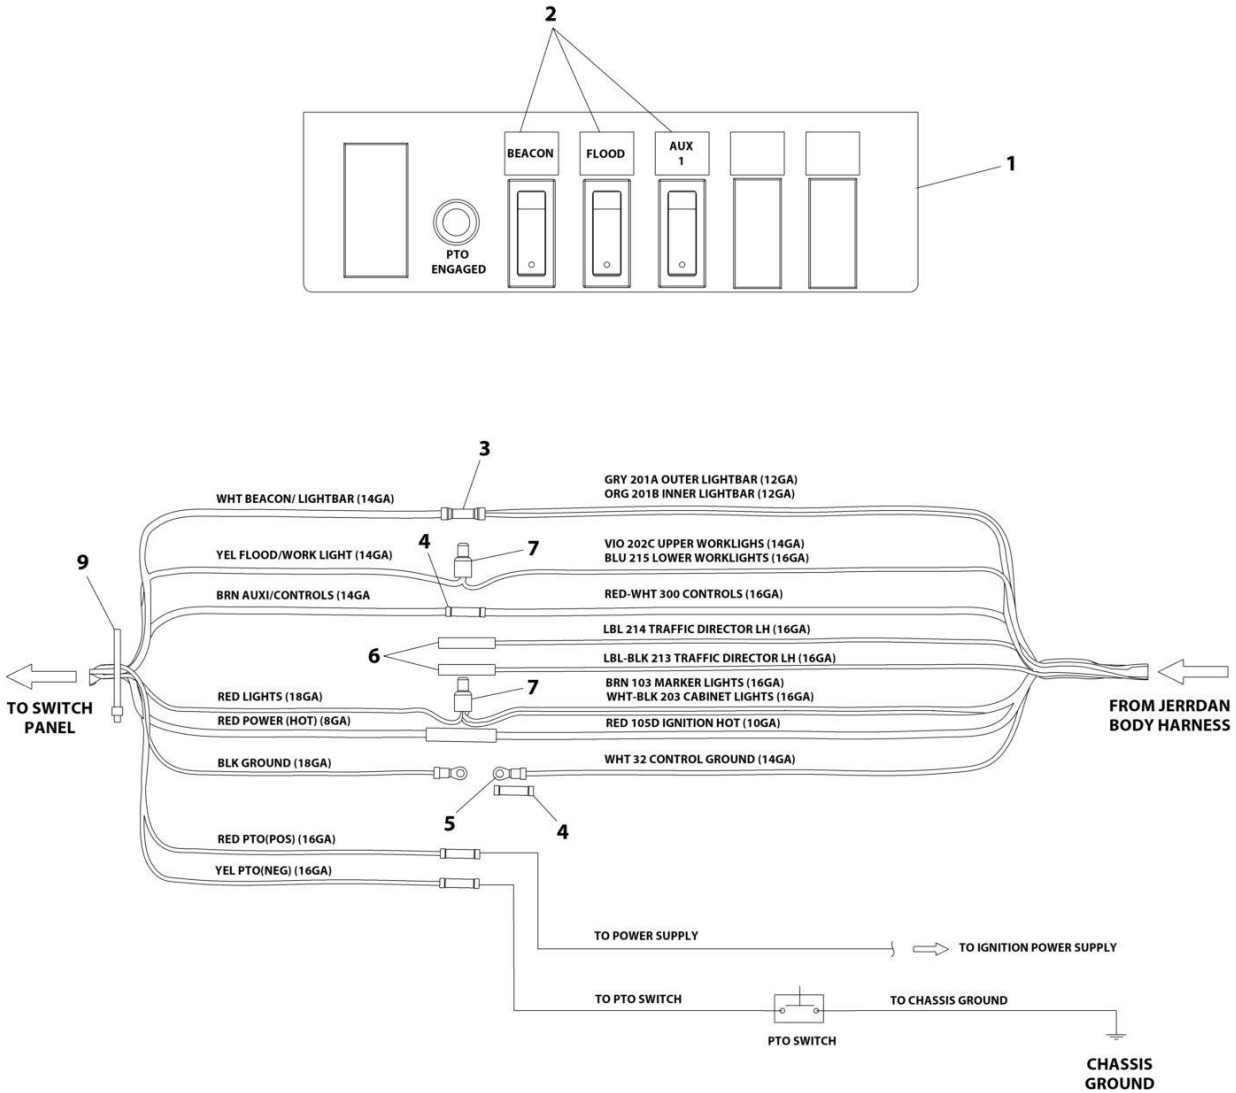 2
BEACON
FLOOD
AUX
1
1
PTO
ENGAGED
3
GRY 201A OUTER LIGHTBAR (12GA)
ORG 201B INNER LIGHTBAR (12GA)
WHT BEACON/ LIGHTBAR (14GA)
9
YEL FLOOD/WORK LIGHT (14GA)
4
7
VIO 202C UPPER WORKLIGHS (14GA)
BLU 215 LOWER WORKLIGHTS (16GA)
BRN AUXI/CONTROLS (14GA
RED-WHT 300 CONTROLS (16GA)
LBL 214 TRAFFIC DIRECTOR LH (16GA)
6
LBL-BLK 213 TRAFFIC DIRECTOR LH (16GA)
TO SWITCH
PANEL
RED LIGHTS (18GA)
7
BRN 103 MARKER LIGHTS (16GA)
WHT-BLK 203 CABINET LIGHTS (16GA)
FROM JERRDAN
BODY HARNESS
RED POWER (HOT) (8GA)
RED 105D IGNITION HOT (10GA)
BLK GROUND (18GA)
WHT 32 CONTROL GROUND (14GA)
5
4
RED PTO(POS) (16GA)
YEL PTO(NEG) (16GA)
TO POWER SUPPLY
TO IGNITION POWER SUPPLY
TO PTO SWITCH
TO CHASSIS GROUND
PTO SWITCH
CHASSIS
GROUND